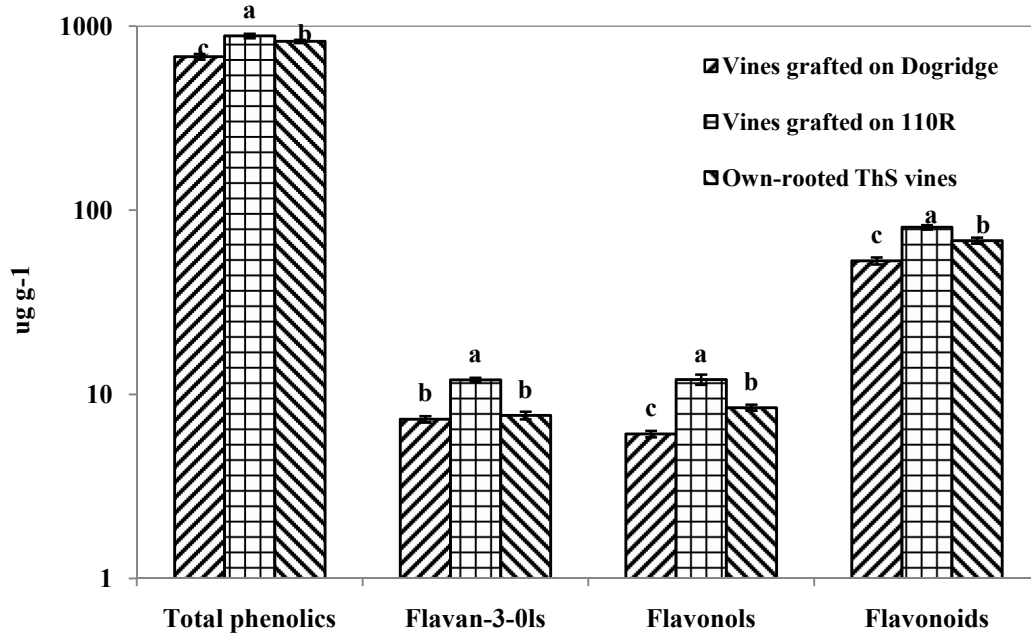 1000
100
10
1
ug g-1
a
c
b
Vines grafted on Dogridge
Vines grafted on 110R
Own-rooted ThS vines
b
a
b
c
a
b
c
a
b
Total phenolics
Flavan-3-0ls
Flavonols
Flavonoids